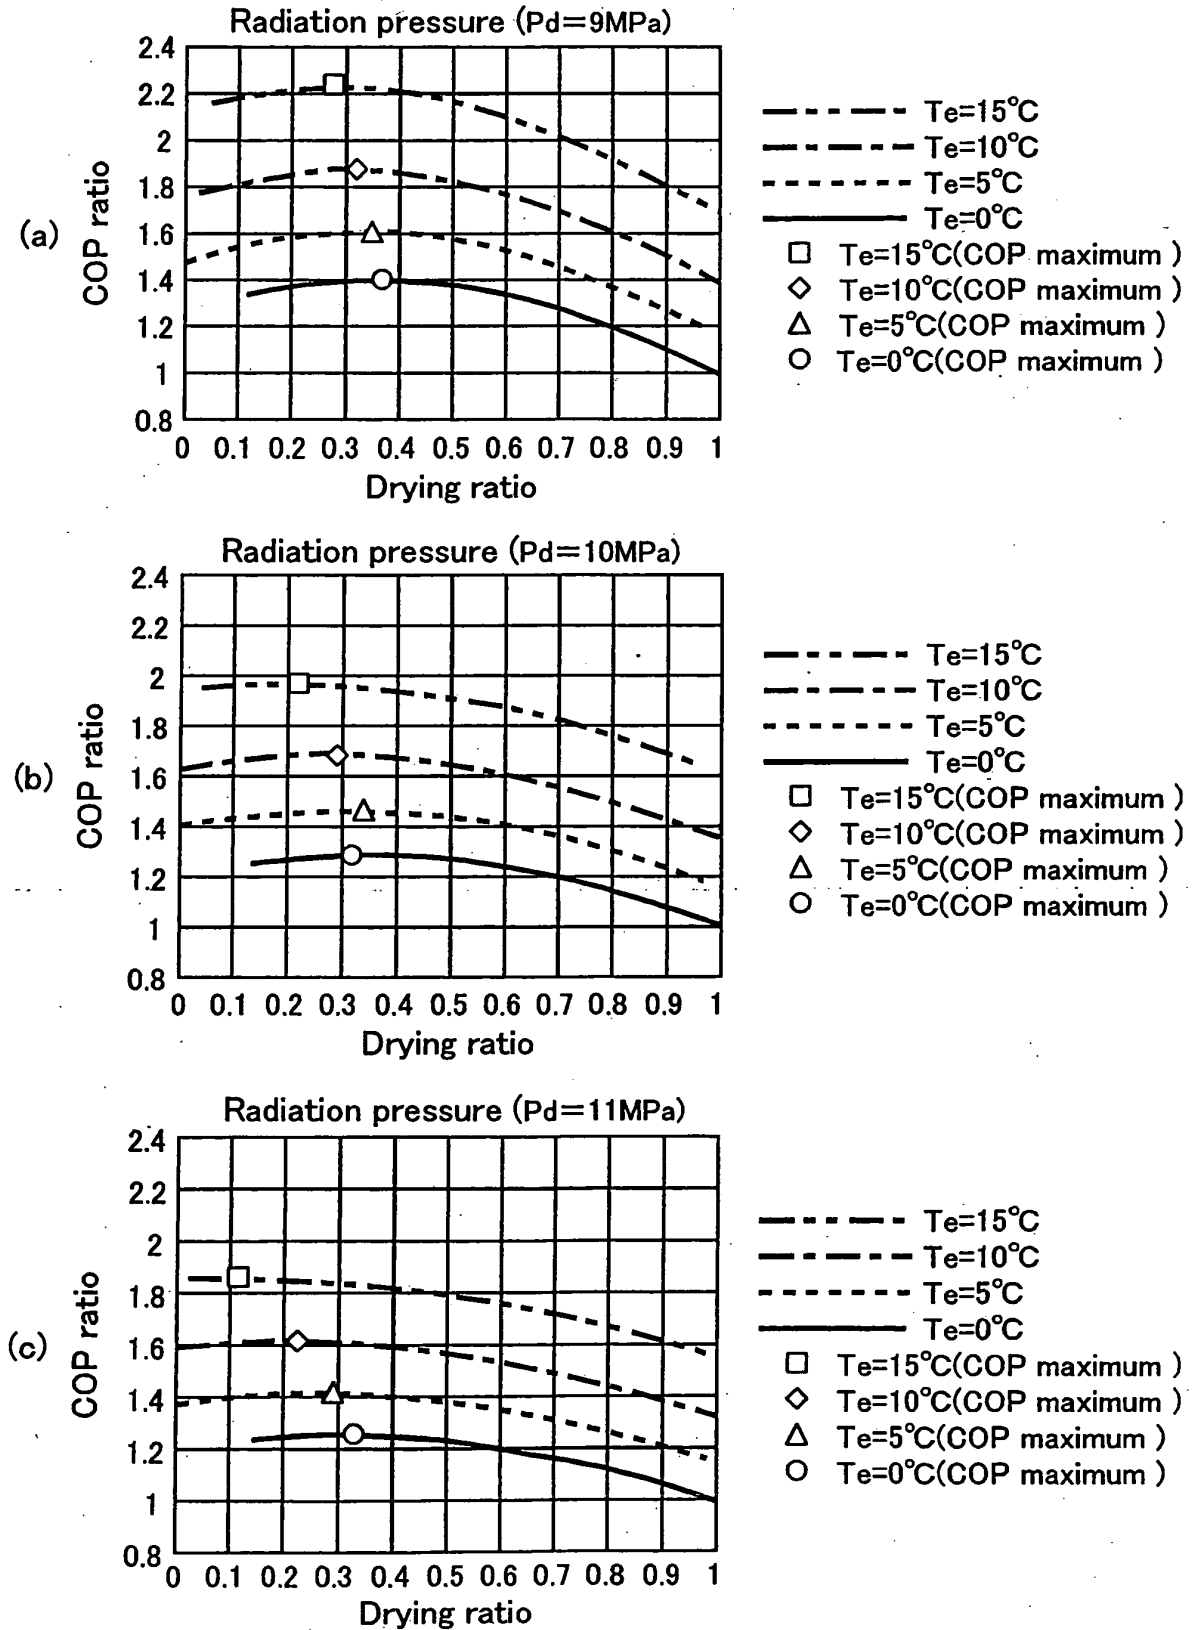 Radiation pressure (Pd=9MPa)
2.4
2.2
2
1.8
1.6
1.4
1.2
1
0.8
COP ratio
(a)
0 0.1 0.2 0.3 0.4 0.5 0.6 0.7 0.8 0.9 1
Drying ratio
Te=15°C
Te=10°C
Te=5°C
Te=0°C
Te=15°C(COP maximum )
Te=10°C(COP maximum )
Te=5°C(COP maximum )
Te=0°C(COP maximum )
Radiation pressure (Pd=10MPa)
2.4
2.2
2
1.8
1.6
1.4
1.2
1
0.8
COP ratio
(b)
0 0.1 0.2 0.3 0.4 0.5 0.6 0.7 0.8 0.9 1
Drying ratio
Te=15°C
Te=10°C
Te=5°C
Te=0°C
Te=15°C(COP maximum )
Te=10°C(COP maximum )
Te=5°C(COP maximum )
Te=0°C(COP maximum )
Radiation pressure (Pd=11MPa)
2.4
2.2
2
1.8
1.6
1.4
1.2
1
0.8
COP ratio
(c)
0 0.1 0.2 0.3 0.4 0.5 0.6 0.7 0.8 0.9 1
Drying ratio
Te=15°C
Te=10°C
Te=5°C
Te=0°C
Te=15°C(COP maximum )
Te=10°C(COP maximum )
Te=5°C(COP maximum )
Te=0°C(COP maximum )